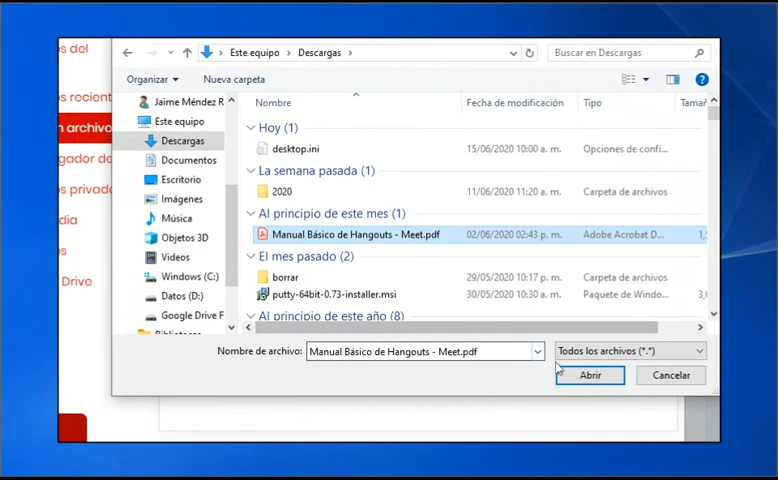 os del
Este equipo > Descargas >
Buscar en Descargas
Organizar
Nueva carpeta
os recient
n archivo
gador de
s privado
dia
s
Drive
Jaime Méndez R
Este equipo
Descargas
Documentos
Escritorio
Imágenes
Música
Objetos 3D
Videos
Windows (C:)
Datos (D:)
Google Drive F
Bibliotecas
Nombre
Fecha de modificación
Tipo
Tamañ
Hoy (1)
desktop.ini
15/06/2020 10:00 a. m.
Opciones de confi...
La semana pasada (1)
2020
11/06/2020 11:20 a. m.
Carpeta de archivos
Al principio de este mes (1)
Manual Básico de Hangouts - Meet.pdf
02/06/2020 02:43 p. m.
Adobe Acrobat D...
El mes pasado (2)
borrar
29/05/2020 10:17 p. m.
Carpeta de archivos
putty-64bit-0.73-installer.msi
30/05/2020 10:30 a. m.
Paquete de Windo...
3,0
Al principio de este año (8)
Nombre de archivo:
Manual Básico de Hangouts - Meet.pdf
Todos los archivos (*.*)
Abrir
Cancelar